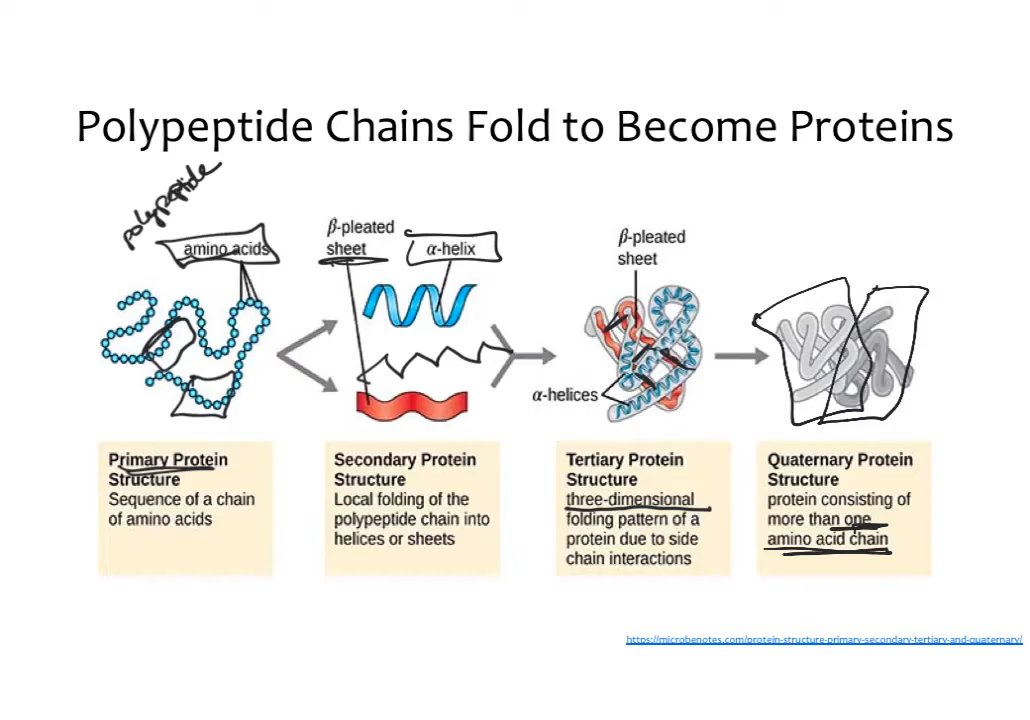 Polypeptide Chains Fold to Become Proteins
polypeptide
amino acids
β-pleated
sheet
α-helix
β-pleated
sheet
α-helices
Primary Protein
Structure
Sequence of a chain
of amino acids
Secondary Protein
Structure
Local folding of the
polypeptide chain into
helices or sheets
Tertiary Protein
Structure
three-dimensional
folding pattern of a
protein due to side
chain interactions
Quaternary Protein
Structure
protein consisting of
more than one
amino acid chain
https://microbenotes.com/protein-structure-primary-secondary-tertiary-and-quaternary/